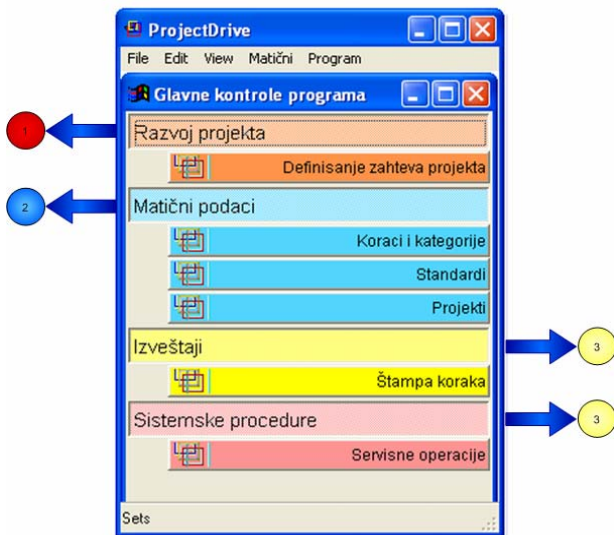 ProjectDrive
File Edit View Matični Program
Glavne kontrole programa
1
Razvoj projekta
Definisanje zahteva projekta
2
Matični podaci
Koraci i kategorije
Standardi
Projekti
Izveštaji
3
Štampa koraka
Sistemske procedure
3
Servisne operacije
Sets